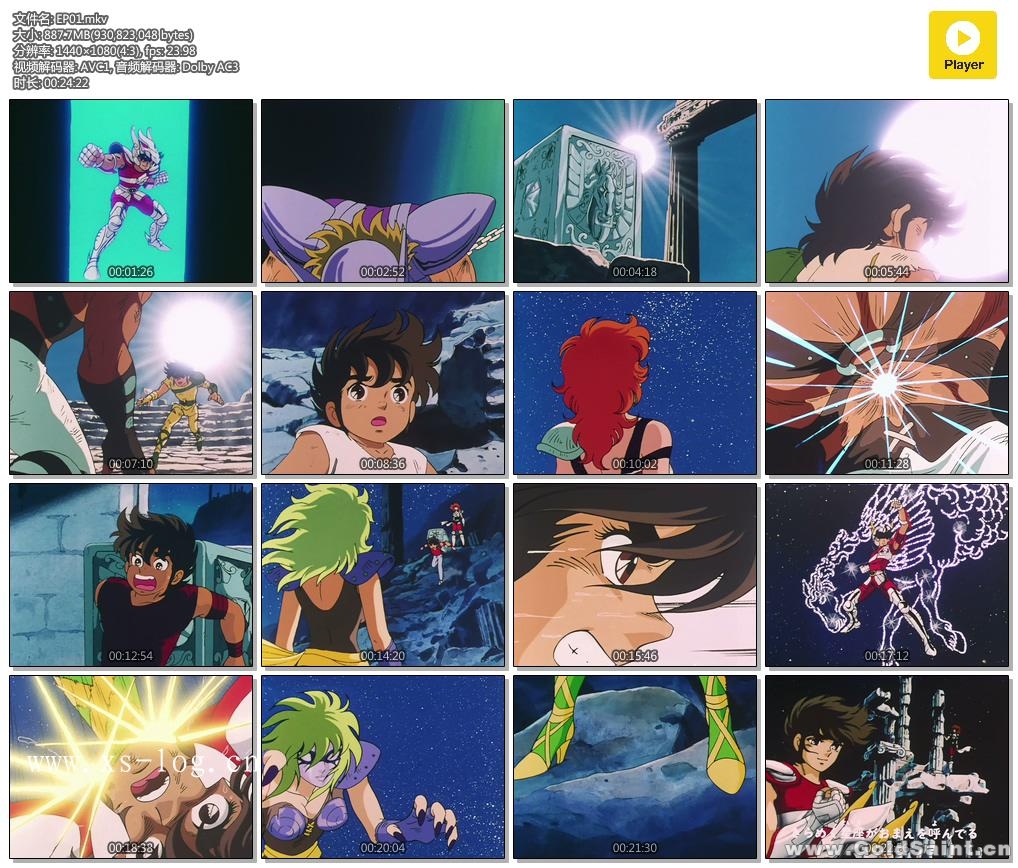 文件名: EP01.mkv
大小: 887.7MB(930,823,048 bytes)
分辨率: 1440×1080(4:3), fps: 23.98
视频解码器: AVC1, 音频解码器: Dolby AC3
时长: 00:24:22
Player
00:01:26
00:02:52
00:04:18
00:05:44
00:07:10
00:08:36
00:10:02
00:11:28
00:12:54
00:14:20
00:15:46
00:17:12
www.xs-log.cn
00:18:38
00:20:04
00:21:30
座がおまえを呼んでる
www.GoldSaint.cn